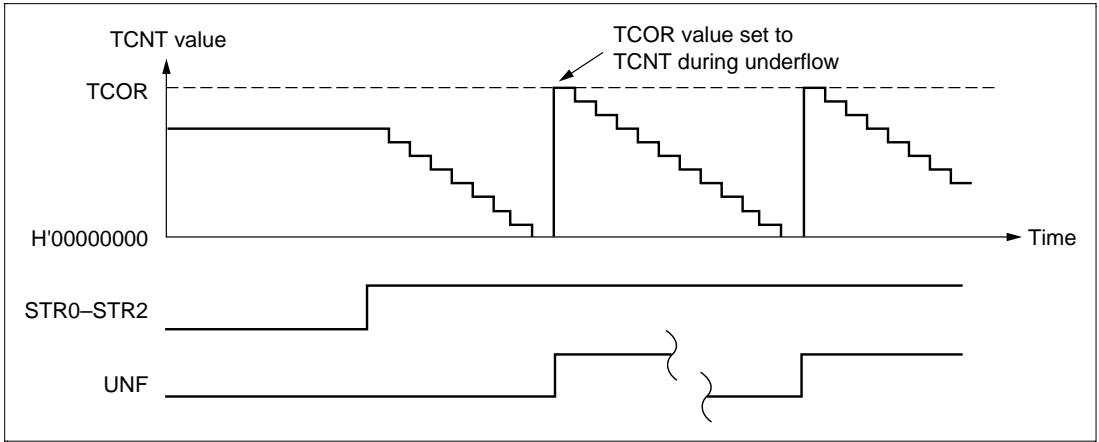 TCNT value
TCOR value set to
TCNT during underflow
TCOR
H'00000000
Time
STR0–STR2
UNF